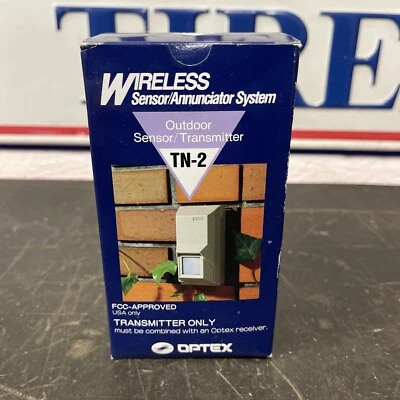 TIRE
WIRELESS
Sensor/Annunciator System
Outdoor
Sensor/Transmitter
TN-2
FCC-APPROVED
USA only
TRANSMITTER ONLY
must be combined with an Optex receiver.
OPTEX